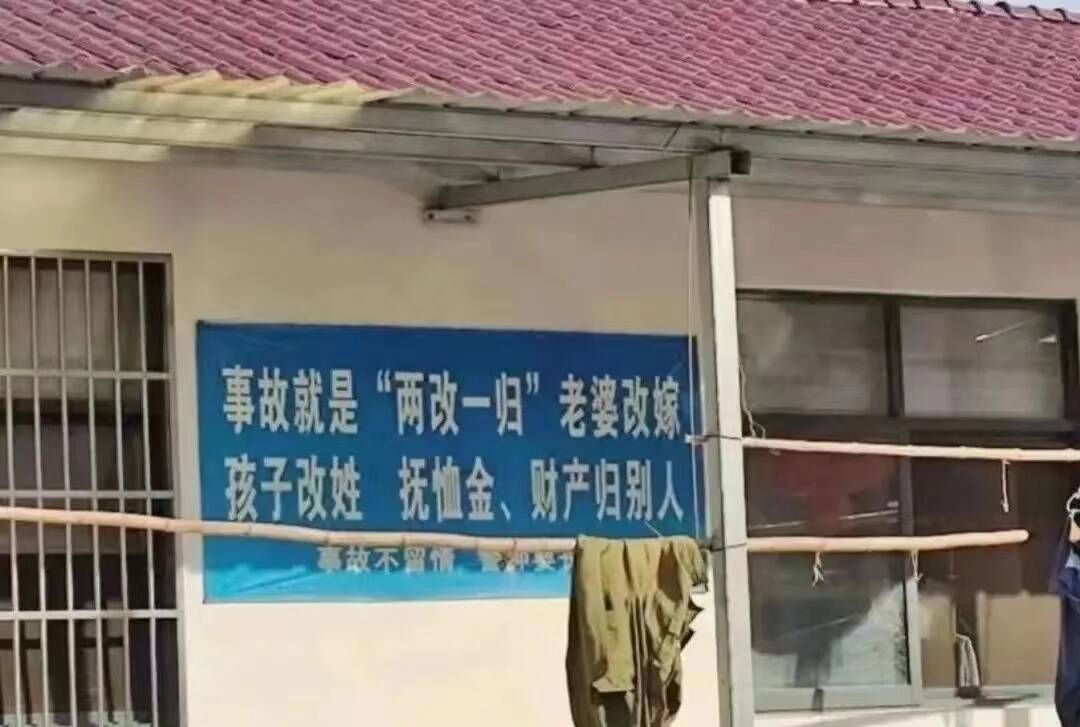 事故就是“两改一归”老婆改嫁
孩子改姓 抚恤金、财产归别人
事故不留情